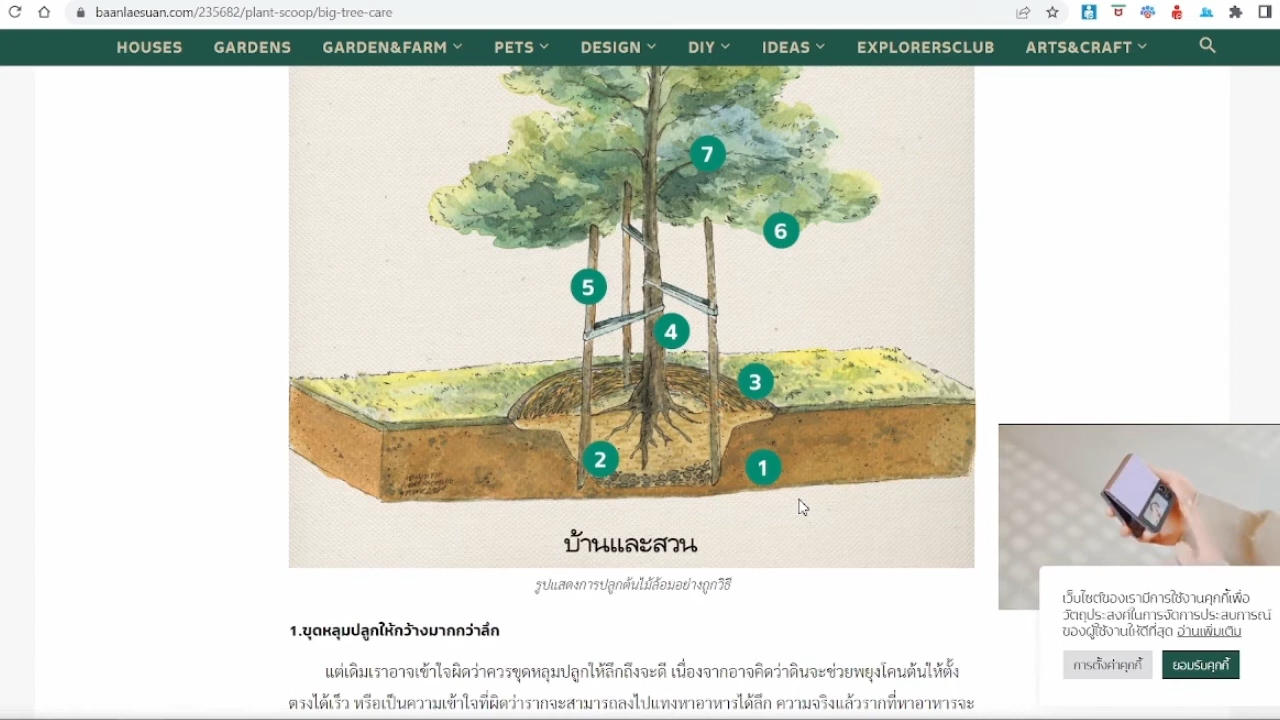 baanlaesuan.com/235682/plant-scoop/big-tree-care
HOUSES GARDENS GARDEN&FARM PETS DESIGN DIY IDEAS EXPLORERSCLUB ARTS&CRAFT
7
6
5
4
3
2
1
บ้านและสวน
รูปแสดงการปลูกต้นไม้ล้อมอย่างถูกวิธี
1.ขุดหลุมปลูกให้กว้างมากกว่าลึก
แต่เดิมเราอาจเข้าใจผิดว่าควรขุดหลุมปลูกให้ลึกถึงจะดี เนื่องจากอาจคิดว่าดินจะช่วยพยุงโคนต้นให้ตั้ง
ตรงได้เร็ว หรือเป็นความเข้าใจที่ผิดว่ารากจะสามารถลงไปแทงหาอาหารได้ลึก ความจริงแล้วรากที่หาอาหารจะ
เว็บไซต์ของเรามีการใช้งานคุกกี้เพื่อ
วัตถุประสงค์ในการจัดการประสบการณ์
ของผู้ใช้งานให้ดีที่สุด อ่านเพิ่มเติม
การตั้งค่าคุกกี้ ยอมรับคุกกี้